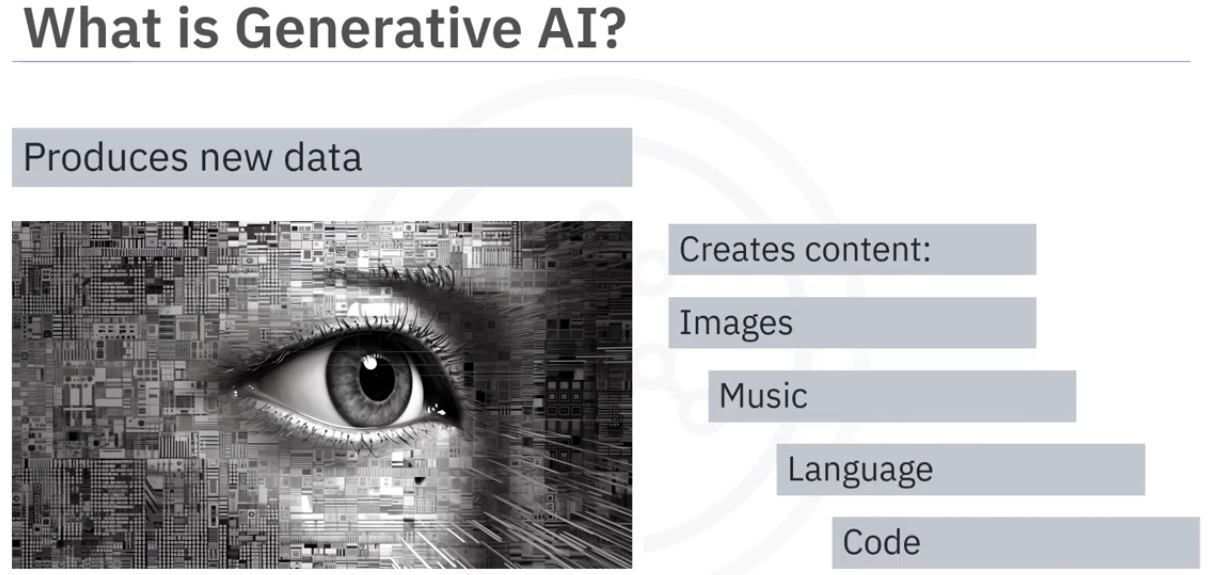 What is Generative AI?
Produces new data
Creates content:
Images
Music
Language
Code